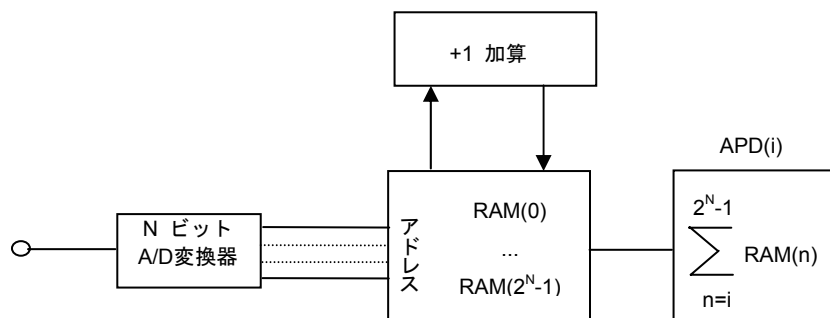 +1 加算
APD(i)
N ビット
A/D変換器
アドレス
RAM(0)
...
RAM(2^N-1)
2^N-1
∑ RAM(n)
n=i